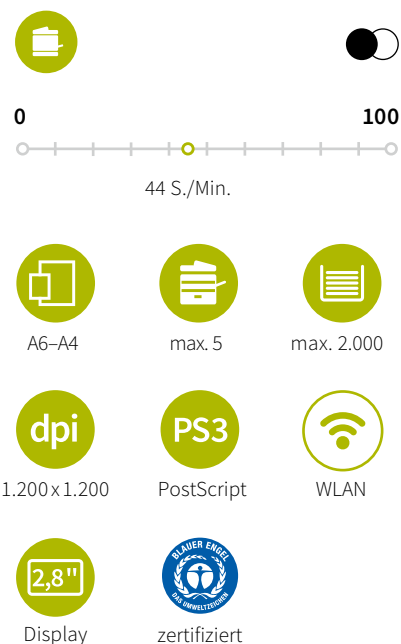 0 100
44 S./Min.
A6–A4 max. 5 max. 2.000
dpi PS3
1.200 x 1.200 PostScript WLAN
2,8" BLAUER ENGEL
DAS UMWELTZEICHEN
Display zertifiziert